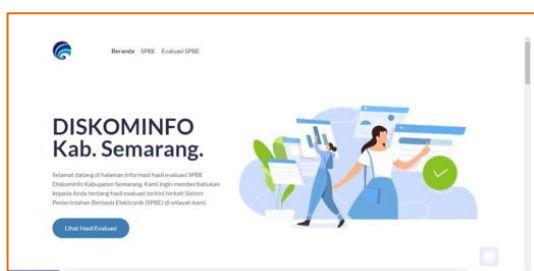 Beranda SPBE Evaluasi SPBE
DISKOMINFO
Kab. Semarang.
Selamat datang di halaman informasi hasil evaluasi SPBE
Diskominfo Kabupaten Semarang. Kami ingin memberitahukan
kepada Anda tentang hasil evaluasi terkini terkait Sistem
Pemerintahan Berbasis Elektronik (SPBE) di wilayah kami.
Lihat Hasil Evaluasi